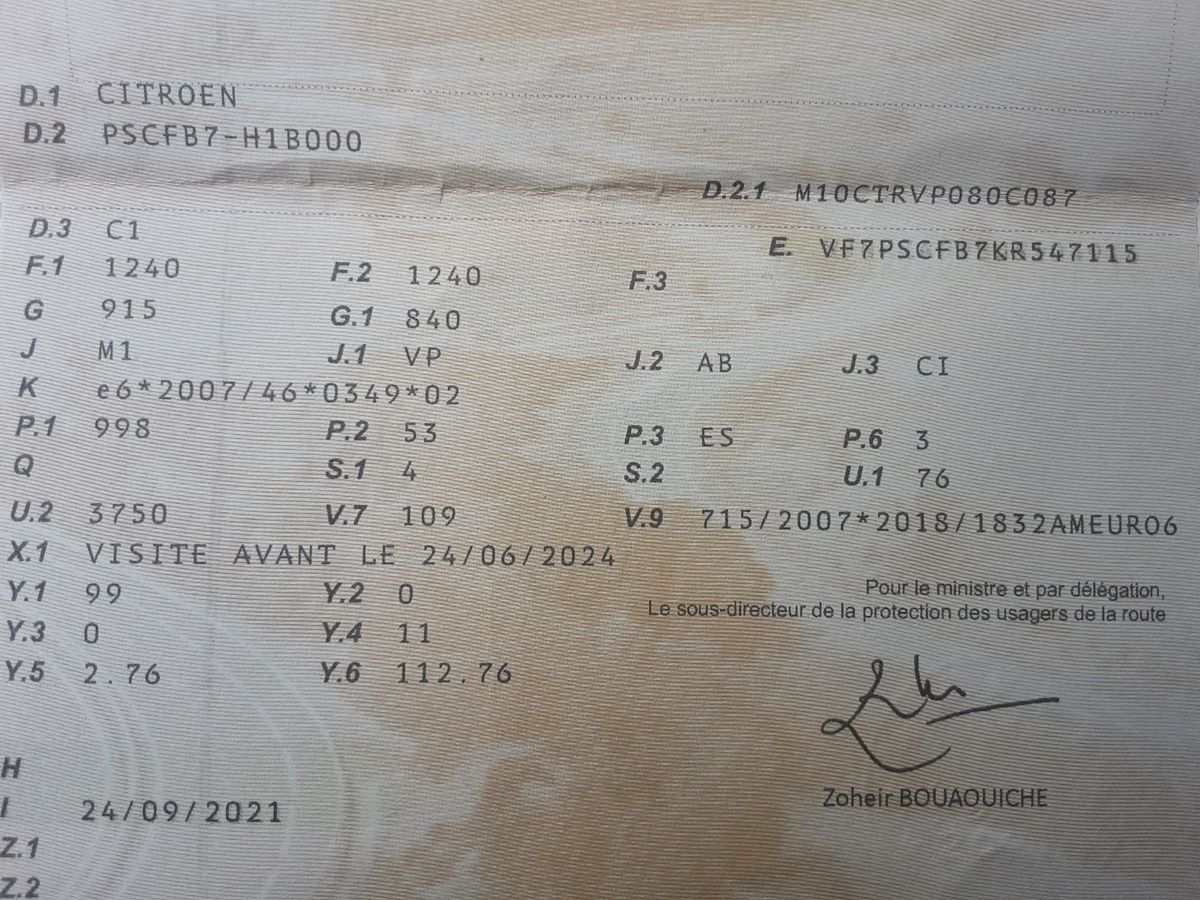 D.1 CITROEN
D.2 PSCFB7-H1B000
D.2.1 M10CTRVP080C087
D.3 C1
E. VF7PSCFB7KR547115
F.1 1240 F.2 1240 F.3
G 915 G.1 840
J M1 J.1 VP J.2 AB J.3 CI
K e6*2007/46*0349*02
P.1 998 P.2 53 P.3 ES P.6 3
Q S.1 4 S.2 U.1 76
U.2 3750 V.7 109 V.9 715/2007*2018/1832AMEURO6
X.1 VISITE AVANT LE 24/06/2024
Y.1 99 Y.2 0
Pour le ministre et par délégation,
Le sous-directeur de la protection des usagers de la route
Y.3 0 Y.4 11
Y.5 2.76 Y.6 112.76
H
Zoheir BOUAOUICHE
I 24/09/2021
Z.1
Z.2